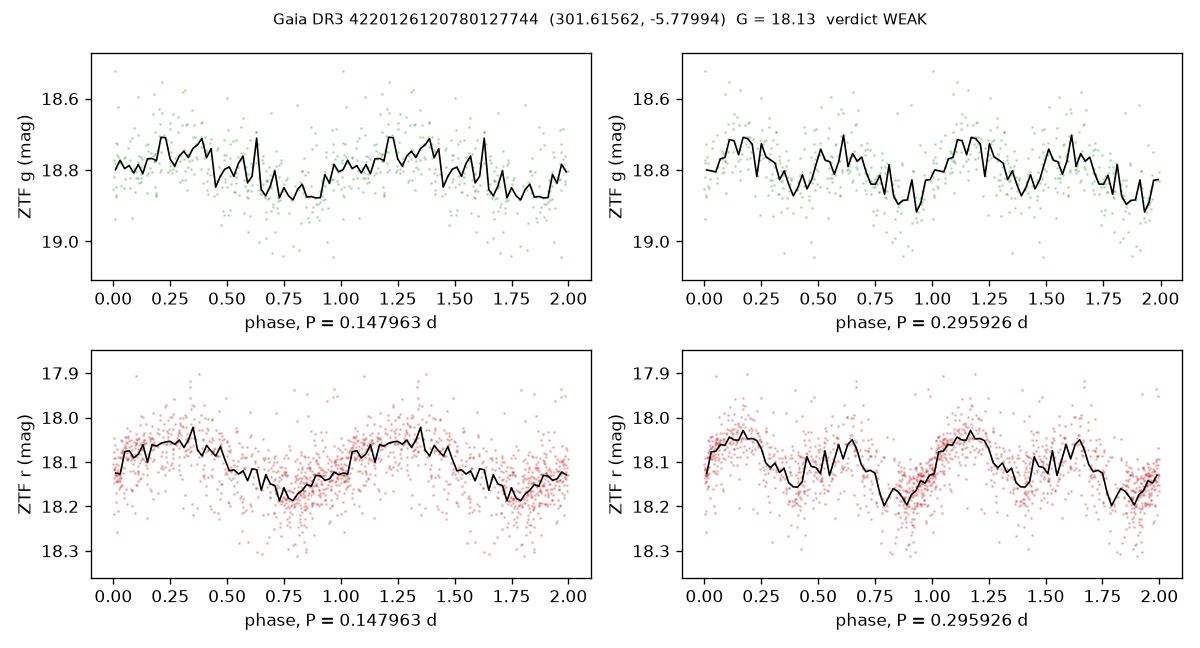 Gaia DR3 4220126120780127744 (301.61562, -5.77994) G = 18.13 verdict WEAK
ZTF g (mag)
18.6
18.8
19.0
0.00 0.25 0.50 0.75 1.00 1.25 1.50 1.75 2.00
phase, P = 0.147963 d
ZTF g (mag)
18.6
18.8
19.0
0.00 0.25 0.50 0.75 1.00 1.25 1.50 1.75 2.00
phase, P = 0.295926 d
ZTF r (mag)
17.9
18.0
18.1
18.2
18.3
0.00 0.25 0.50 0.75 1.00 1.25 1.50 1.75 2.00
phase, P = 0.147963 d
ZTF r (mag)
17.9
18.0
18.1
18.2
18.3
0.00 0.25 0.50 0.75 1.00 1.25 1.50 1.75 2.00
phase, P = 0.295926 d